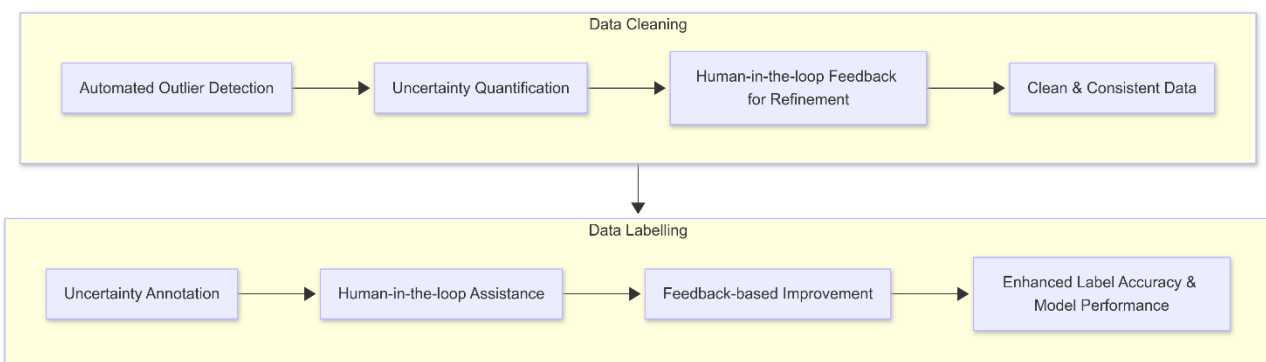 Data Cleaning
Automated Outlier Detection
Uncertainty Quantification
Human-in-the-loop Feedback
for Refinement
Clean & Consistent Data
Data Labelling
Uncertainty Annotation
Human-in-the-loop Assistance
Feedback-based Improvement
Enhanced Label Accuracy &
Model Performance